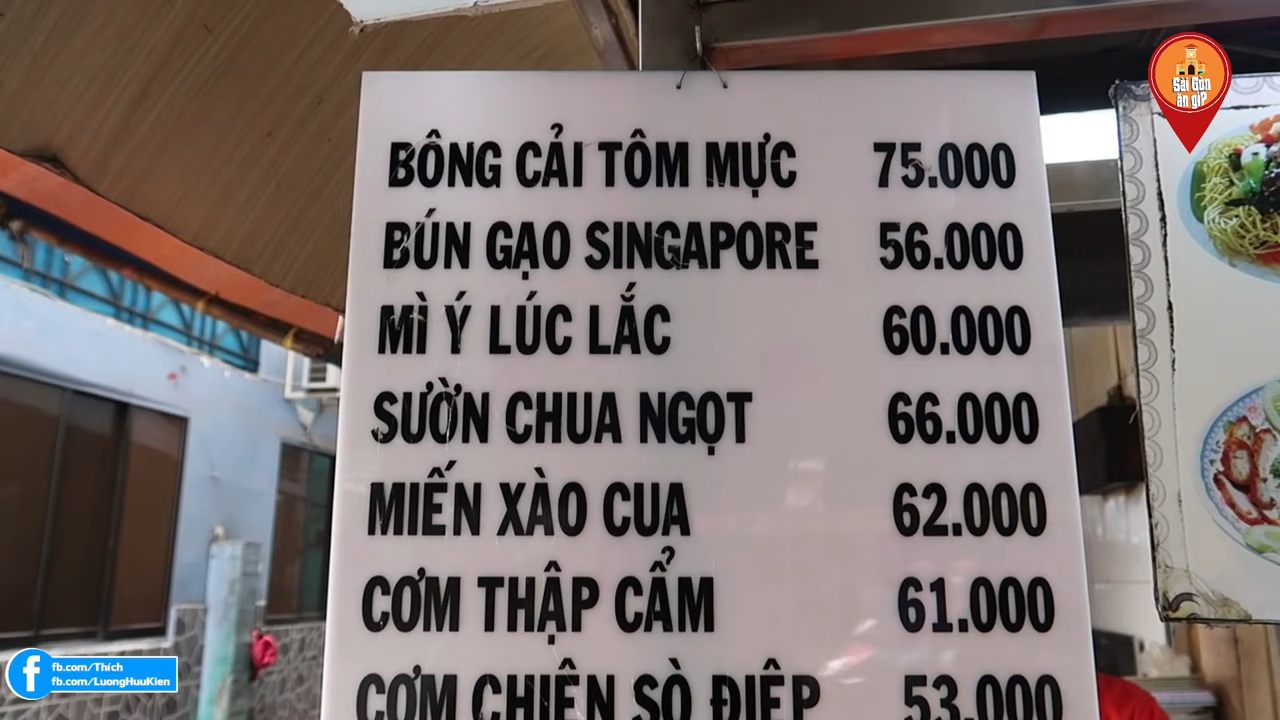 BÔNG CẢI TÔM MỰC 75.000
BÚN GẠO SINGAPORE 56.000
MÌ Ý LÚC LẮC 60.000
SƯỜN CHUA NGỌT 66.000
MIẾN XÀO CUA 62.000
CƠM THẬP CẨM 61.000
CƠM CHIÊN SÒ ĐIỆP 53.000
Sài Gòn
ăn gì?
fb.com/Thích
fb.com/LuongHuuKien